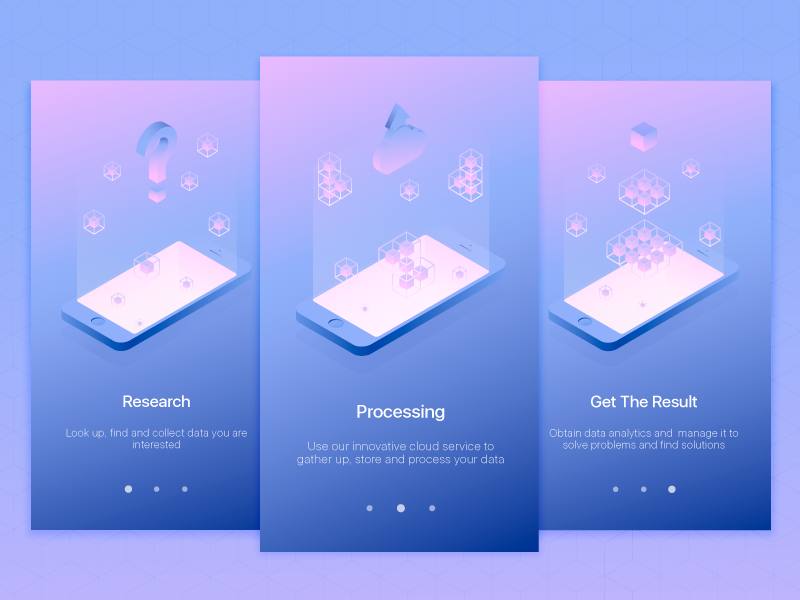 Research
Look up, find and collect data you are
interested
Processing
Use our innovative cloud service to
gather up, store and process your data
Get The Result
Obtain data analytics and manage it to
solve problems and find solutions